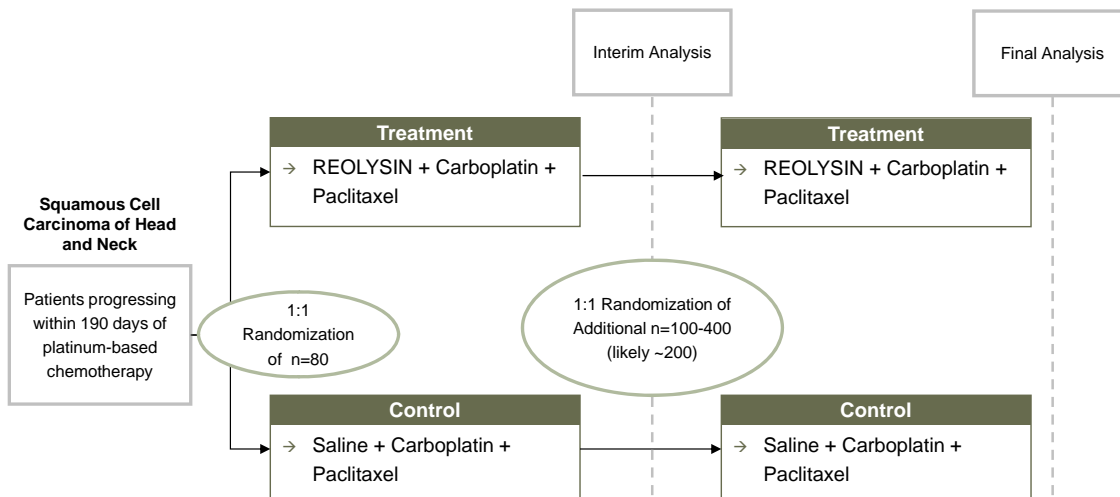 Interim Analysis
Final Analysis
Treatment
→ REOLYSIN + Carboplatin +
Paclitaxel
Treatment
→ REOLYSIN + Carboplatin +
Paclitaxel
Squamous Cell
Carcinoma of Head
and Neck
Patients progressing
within 190 days of
platinum-based
chemotherapy
1:1
Randomization
of n=80
1:1 Randomization of
Additional n=100-400
(likely ~200)
Control
→ Saline + Carboplatin +
Paclitaxel
Control
→ Saline + Carboplatin +
Paclitaxel